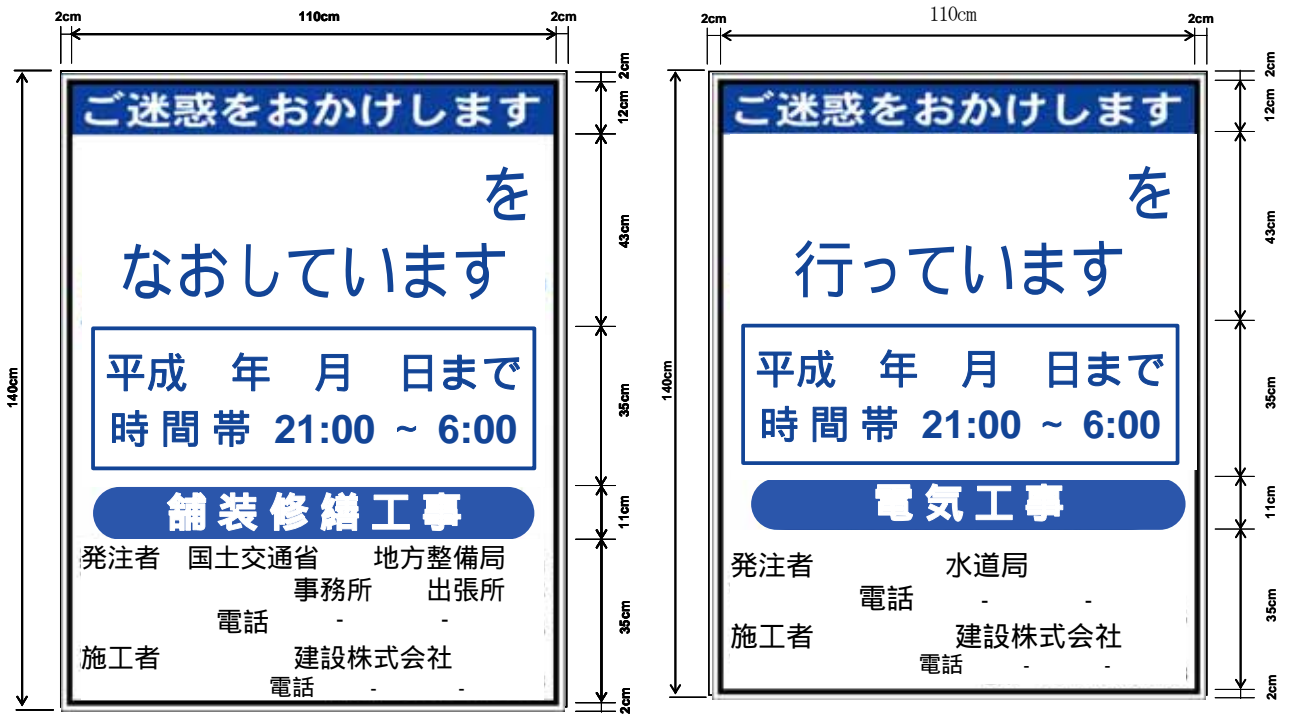 2cm 110cm 2cm
ご迷惑をおかけします
を
なおしています
平成 年 月 日まで
時間帯 21:00 ~ 6:00
舗装修繕工事
発注者 国土交通省 地方整備局
事務所 出張所
電話 - -
施工者 建設株式会社
電話 - -
140cm
2cm
12cm
43cm
35cm
11cm
35cm
2cm
2cm 110cm 2cm
ご迷惑をおかけします
を
行っています
平成 年 月 日まで
時間帯 21:00 ~ 6:00
電気工事
発注者 水道局
電話 - -
施工者 建設株式会社
電話 - -
140cm
2cm
12cm
43cm
35cm
11cm
35cm
2cm